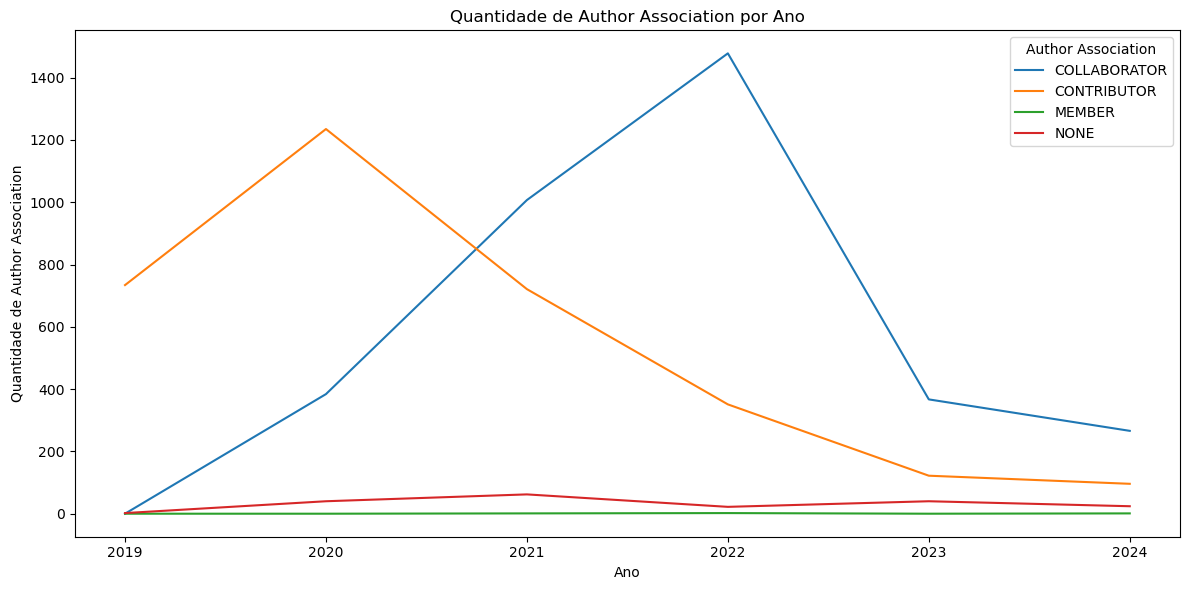 Quantidade de Author Association por Ano
Quantidade de Author Association
1400
1200
1000
800
600
400
200
0
Author Association
COLLABORATOR
CONTRIBUTOR
MEMBER
NONE
2019 2020 2021 2022 2023 2024
Ano